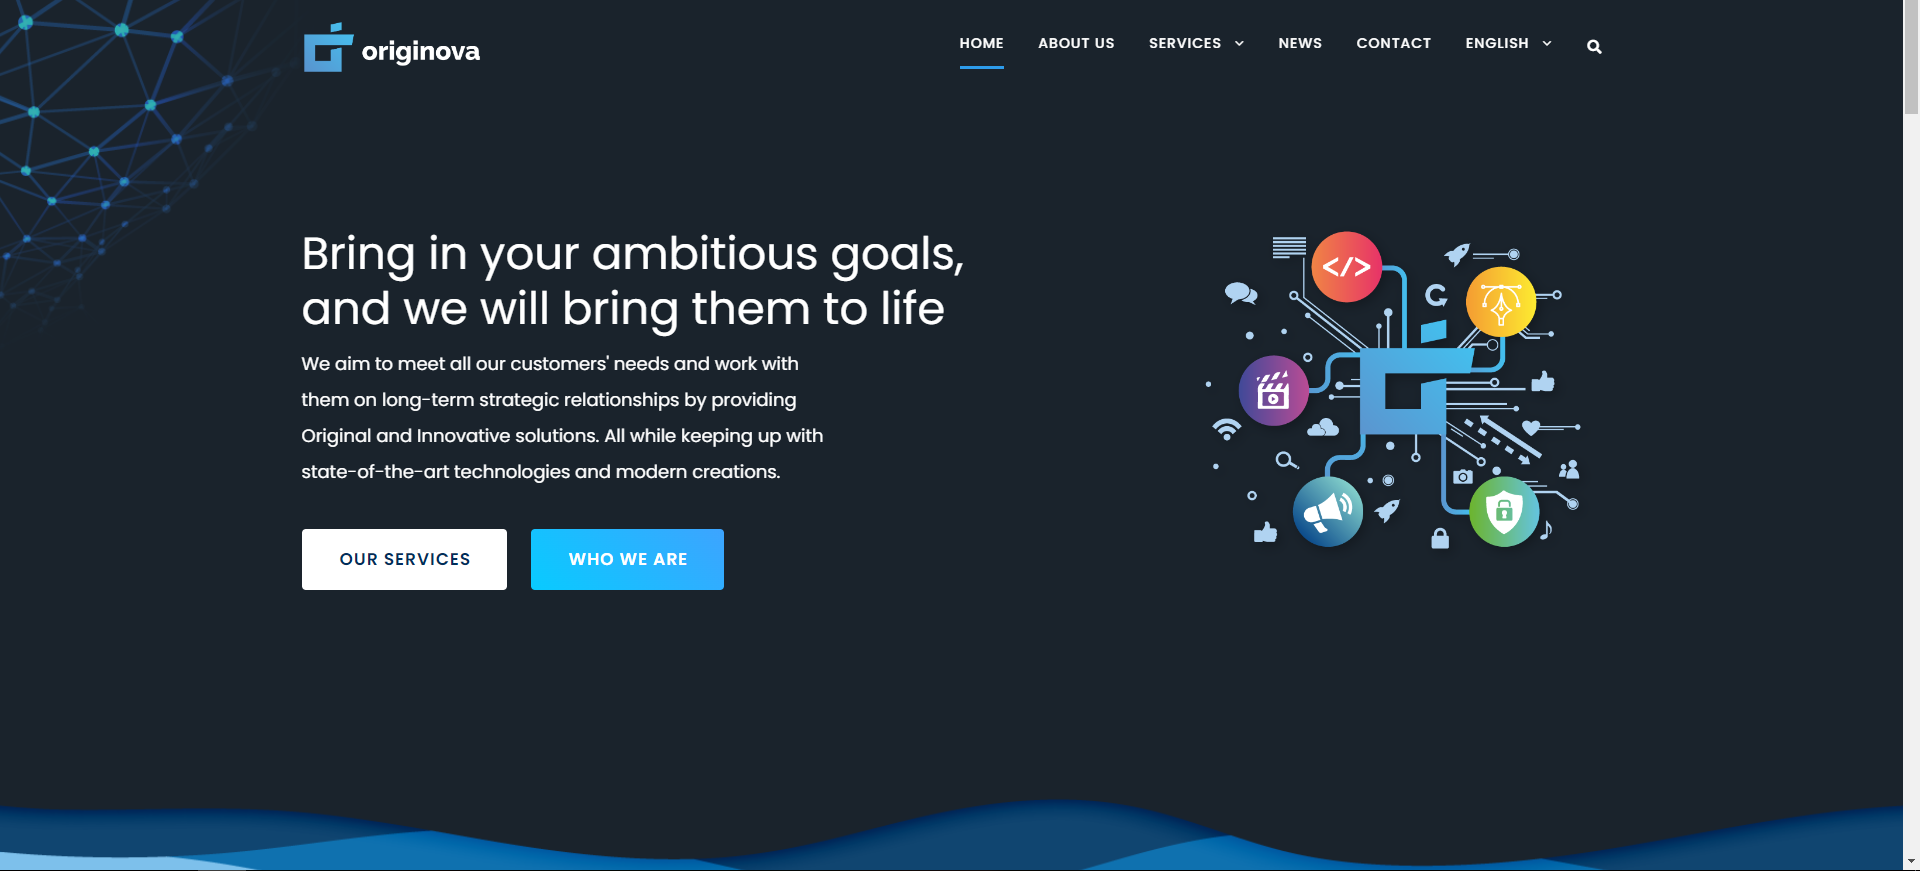 originova
HOME
ABOUT US
SERVICES
NEWS
CONTACT
ENGLISH
Bring in your ambitious goals,
and we will bring them to life
We aim to meet all our customers' needs and work with
them on long-term strategic relationships by providing
Original and Innovative solutions. All while keeping up with
state-of-the-art technologies and modern creations.
OUR SERVICES
WHO WE ARE